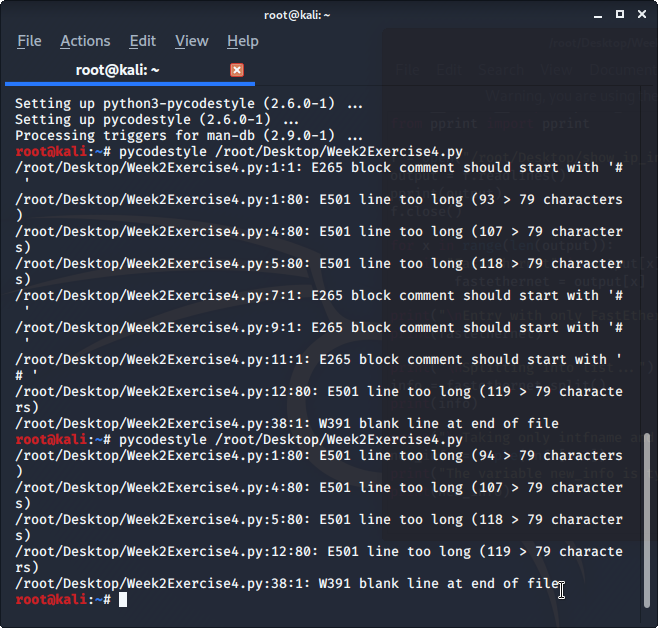 root@kali: ~
File Actions Edit View Help
root@kali: ~
Setting up python3-pycodestyle (2.6.0-1) ...
Setting up pycodestyle (2.6.0-1) ...
Processing triggers for man-db (2.9.0-1) ...
root@kali:~# pycodestyle /root/Desktop/Week2Exercise4.py
/root/Desktop/Week2Exercise4.py:1:1: E265 block comment should start with '#
'
/root/Desktop/Week2Exercise4.py:1:80: E501 line too long (93 > 79 characters
)
/root/Desktop/Week2Exercise4.py:4:80: E501 line too long (107 > 79 character
s)
/root/Desktop/Week2Exercise4.py:5:80: E501 line too long (118 > 79 character
s)
/root/Desktop/Week2Exercise4.py:7:1: E265 block comment should start with '#
'
/root/Desktop/Week2Exercise4.py:9:1: E265 block comment should start with '#
'
/root/Desktop/Week2Exercise4.py:11:1: E265 block comment should start with '
# '
/root/Desktop/Week2Exercise4.py:12:80: E501 line too long (119 > 79 characte
rs)
/root/Desktop/Week2Exercise4.py:38:1: W391 blank line at end of file
root@kali:~# pycodestyle /root/Desktop/Week2Exercise4.py
/root/Desktop/Week2Exercise4.py:1:80: E501 line too long (94 > 79 characters
)
/root/Desktop/Week2Exercise4.py:4:80: E501 line too long (107 > 79 character
s)
/root/Desktop/Week2Exercise4.py:5:80: E501 line too long (118 > 79 character
s)
/root/Desktop/Week2Exercise4.py:12:80: E501 line too long (119 > 79 characte
rs)
/root/Desktop/Week2Exercise4.py:38:1: W391 blank line at end of file
root@kali:~#